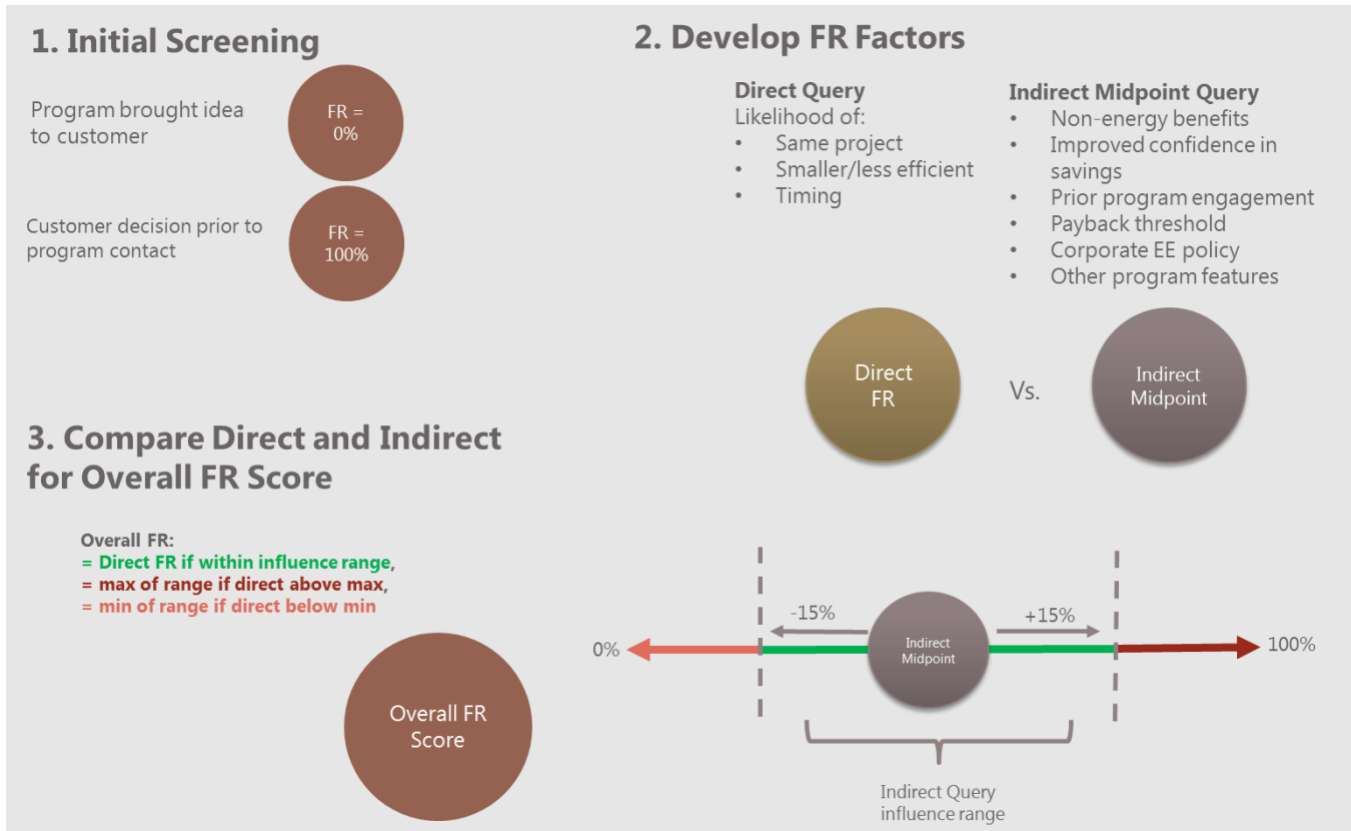 1. Initial Screening
Program brought idea
to customer
FR =
0%
Customer decision prior to
program contact
FR =
100%
2. Develop FR Factors
Direct Query
Likelihood of:
• Same project
• Smaller/less efficient
• Timing
Indirect Midpoint Query
• Non-energy benefits
• Improved confidence in
savings
• Prior program engagement
• Payback threshold
• Corporate EE policy
• Other program features
Direct
FR
Vs.
Indirect
Midpoint
3. Compare Direct and Indirect
for Overall FR Score
Overall FR:
= Direct FR if within influence range,
= max of range if direct above max,
= min of range if direct below min
Overall FR
Score
0%
-15%
Indirect
Midpoint
+15%
100%
Indirect Query
influence range